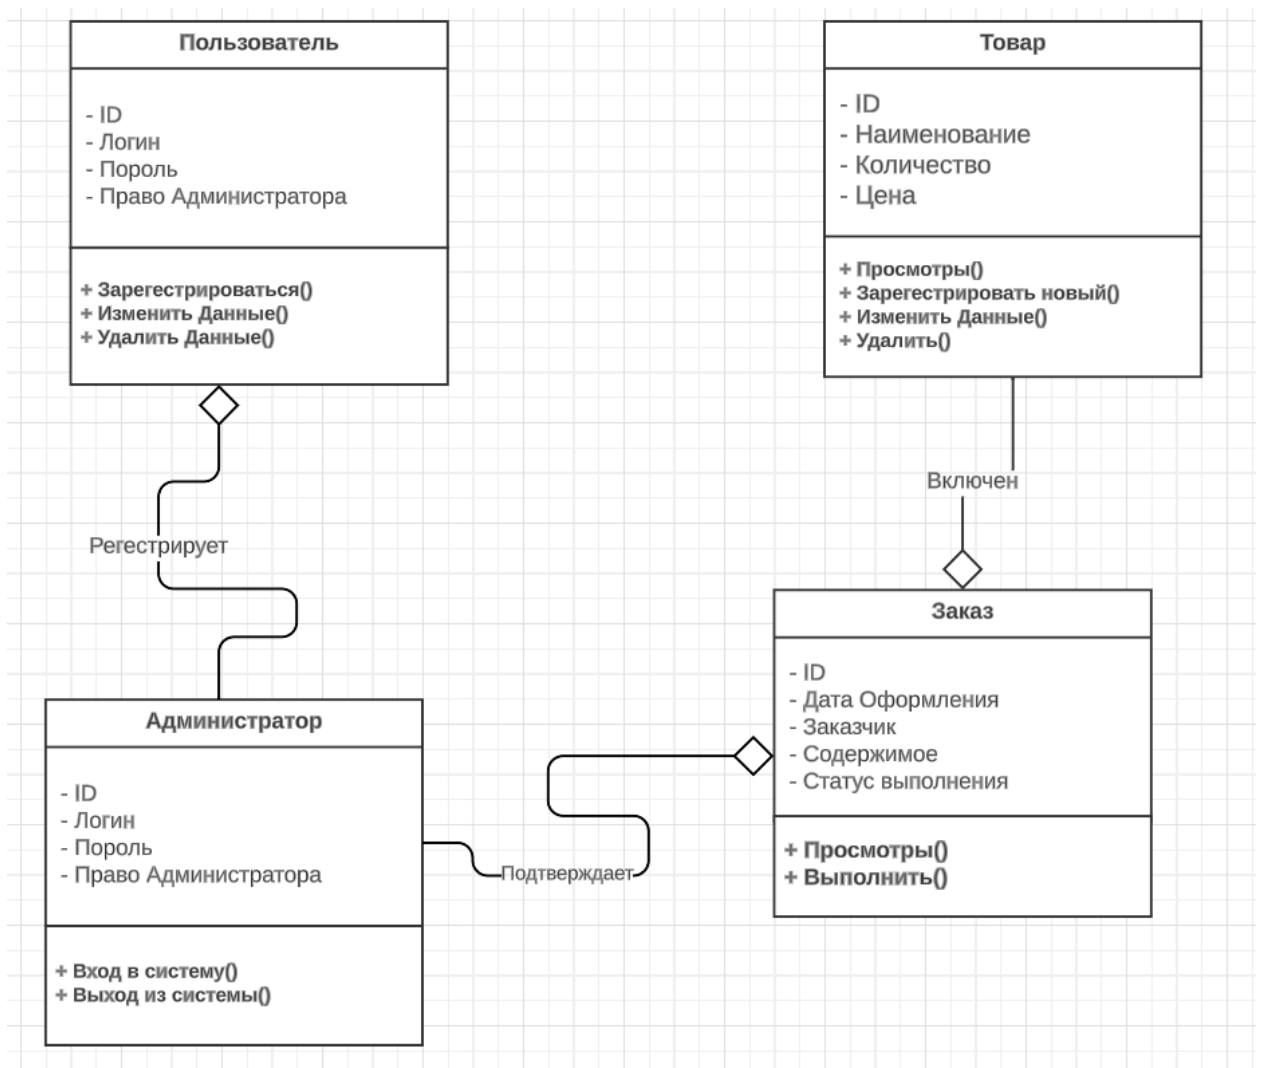 Пользователь
- ID
- Логин
- Пороль
- Право Администратора
+ Зарегестрироваться()
+ Изменить Данные()
+ Удалить Данные()
Товар
- ID
- Наименование
- Количество
- Цена
+ Просмотры()
+ Зарегестрировать новый()
+ Изменить Данные()
+ Удалить()
Регестрирует
Включен
Администратор
- ID
- Логин
- Пороль
- Право Администратора
+ Вход в систему()
+ Выход из системы()
Подтверждает
Заказ
- ID
- Дата Оформления
- Заказчик
- Содержимое
- Статус выполнения
+ Просмотры()
+ Выполнить()